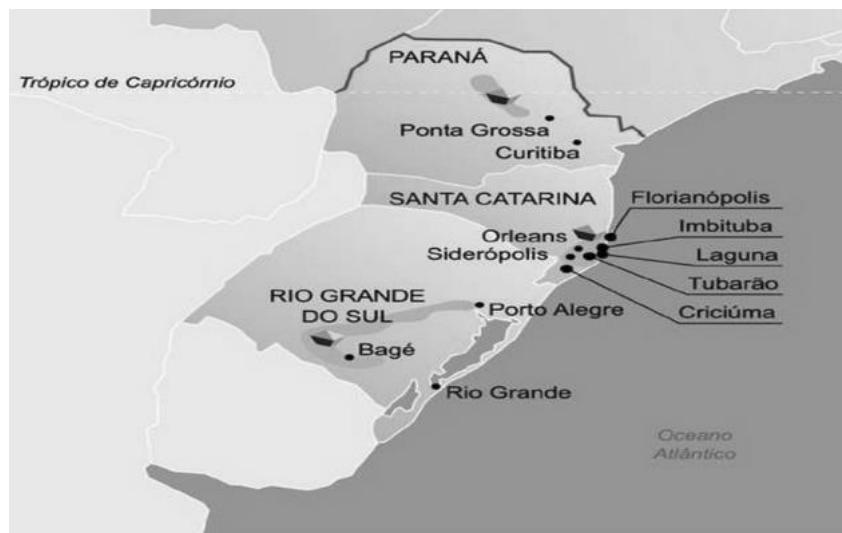 PARANÁ
Trópico de Capricórnio
Ponta Grossa
Curitiba
SANTA CATARINA
Florianópolis
Imbituba
Orleans
Siderópolis
Laguna
Tubarão
Criciúma
RIO GRANDE
DO SUL
Porto Alegre
Bagé
Rio Grande
Oceano
Atlântico